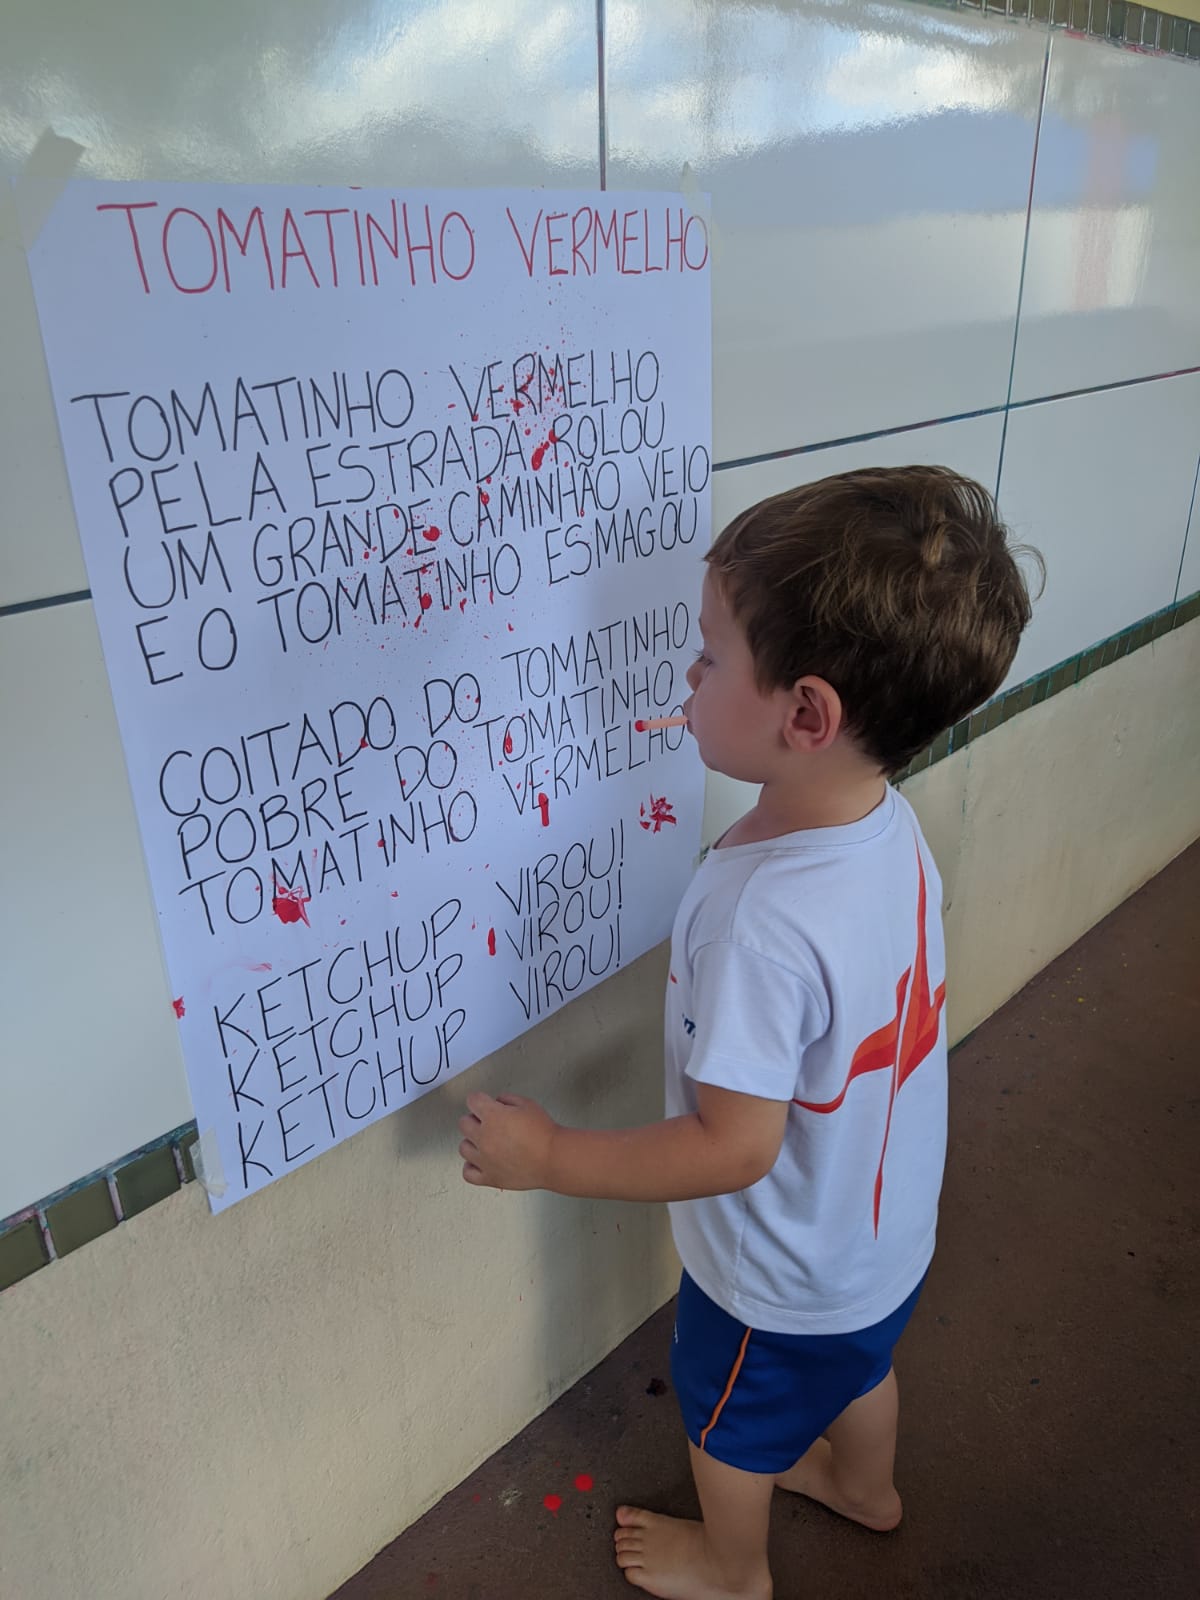 TOMATINHO VERMELHO
TOMATINHO VERMELHO
PELA ESTRADA ROLOU
UM GRANDE CAMINHÃO VEIO
E O TOMATINHO ESMAGOU
COITADO DO TOMATINHO
POBRE DO TOMATINHO
TOMATINHO VERMELHO
KETCHUP VIROU!
KETCHUP VIROU!
KETCHUP VIROU!